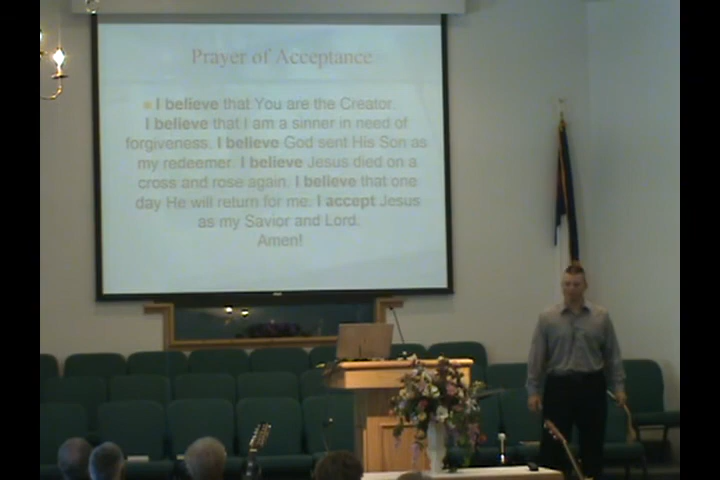 Prayer of Acceptance
I believe that You are the Creator.
I believe that I am a sinner in need of
forgiveness. I believe God sent His Son as
my redeemer. I believe Jesus died on a
cross and rose again. I believe that one
day He will return for me. I accept Jesus
as my Savior and Lord.
Amen!